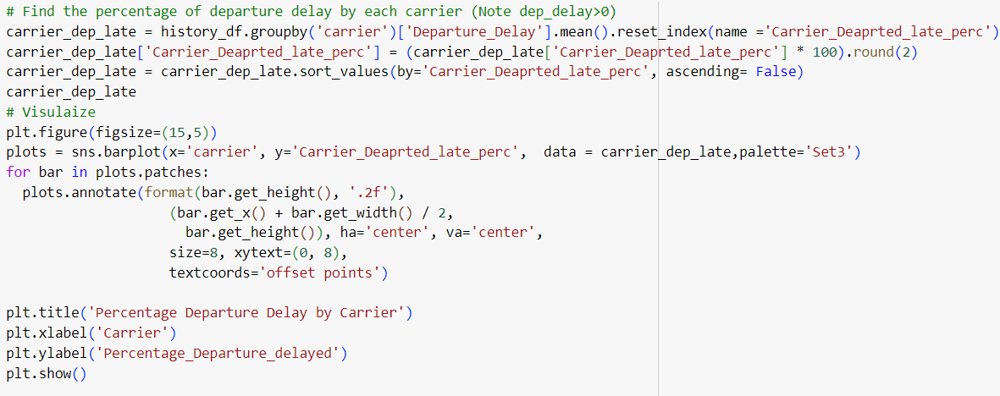 # Find the percentage of departure delay by each carrier (Note dep_delay>0)
carrier_dep_late = history_df.groupby('carrier')['Departure_Delay'].mean().reset_index(name ='Carrier_Deaprted_late_perc')
carrier_dep_late['Carrier_Deaprted_late_perc'] = (carrier_dep_late['Carrier_Deaprted_late_perc'] * 100).round(2)
carrier_dep_late = carrier_dep_late.sort_values(by='Carrier_Deaprted_late_perc', ascending= False)
carrier_dep_late
# Visulaize
plt.figure(figsize=(15,5))
plots = sns.barplot(x='carrier', y='Carrier_Deaprted_late_perc',  data = carrier_dep_late,palette='Set3')
for bar in plots.patches:
  plots.annotate(format(bar.get_height(), '.2f'),
                    (bar.get_x() + bar.get_width() / 2,
                      bar.get_height()), ha='center', va='center',
                    size=8, xytext=(0, 8),
                    textcoords='offset points')

plt.title('Percentage Departure Delay by Carrier')
plt.xlabel('Carrier')
plt.ylabel('Percentage_Departure_delayed')
plt.show()